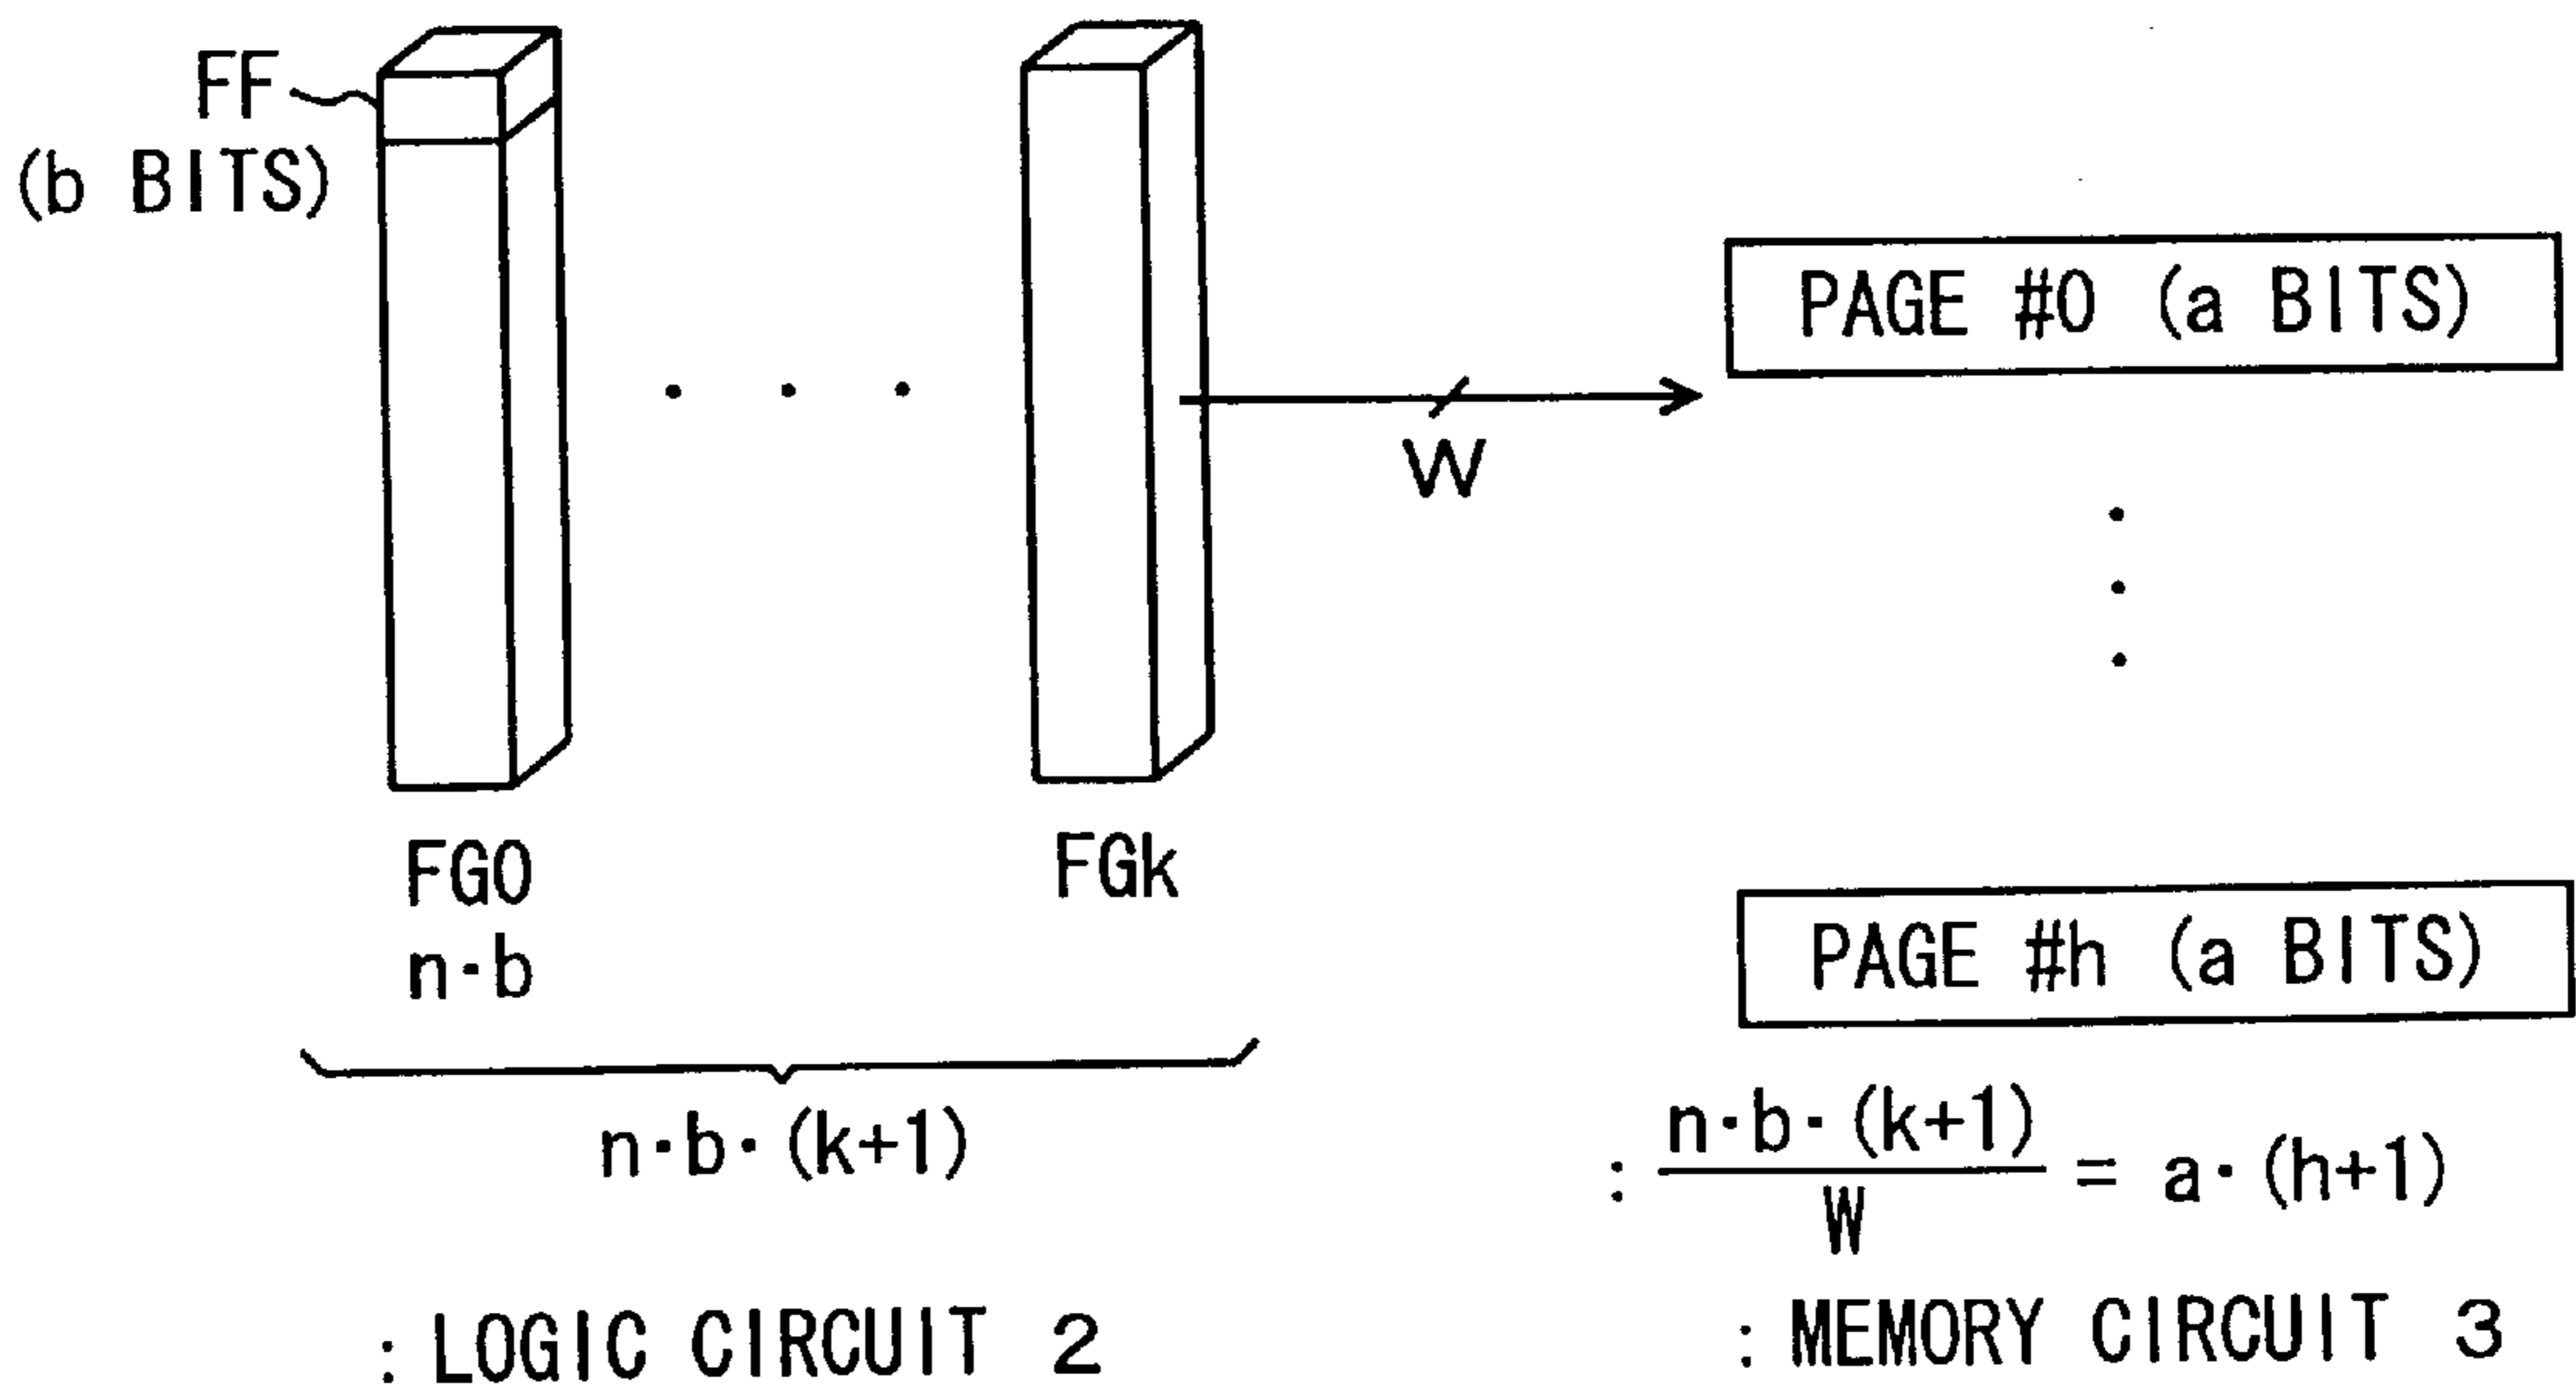 FF
(b BITS)
FG0
n·b
FGk
n·b·(k+1)
: LOGIC CIRCUIT 2
W
PAGE #0 (a BITS)
PAGE #h (a BITS)
: n·b·(k+1) / W = a·(h+1)
: MEMORY CIRCUIT 3